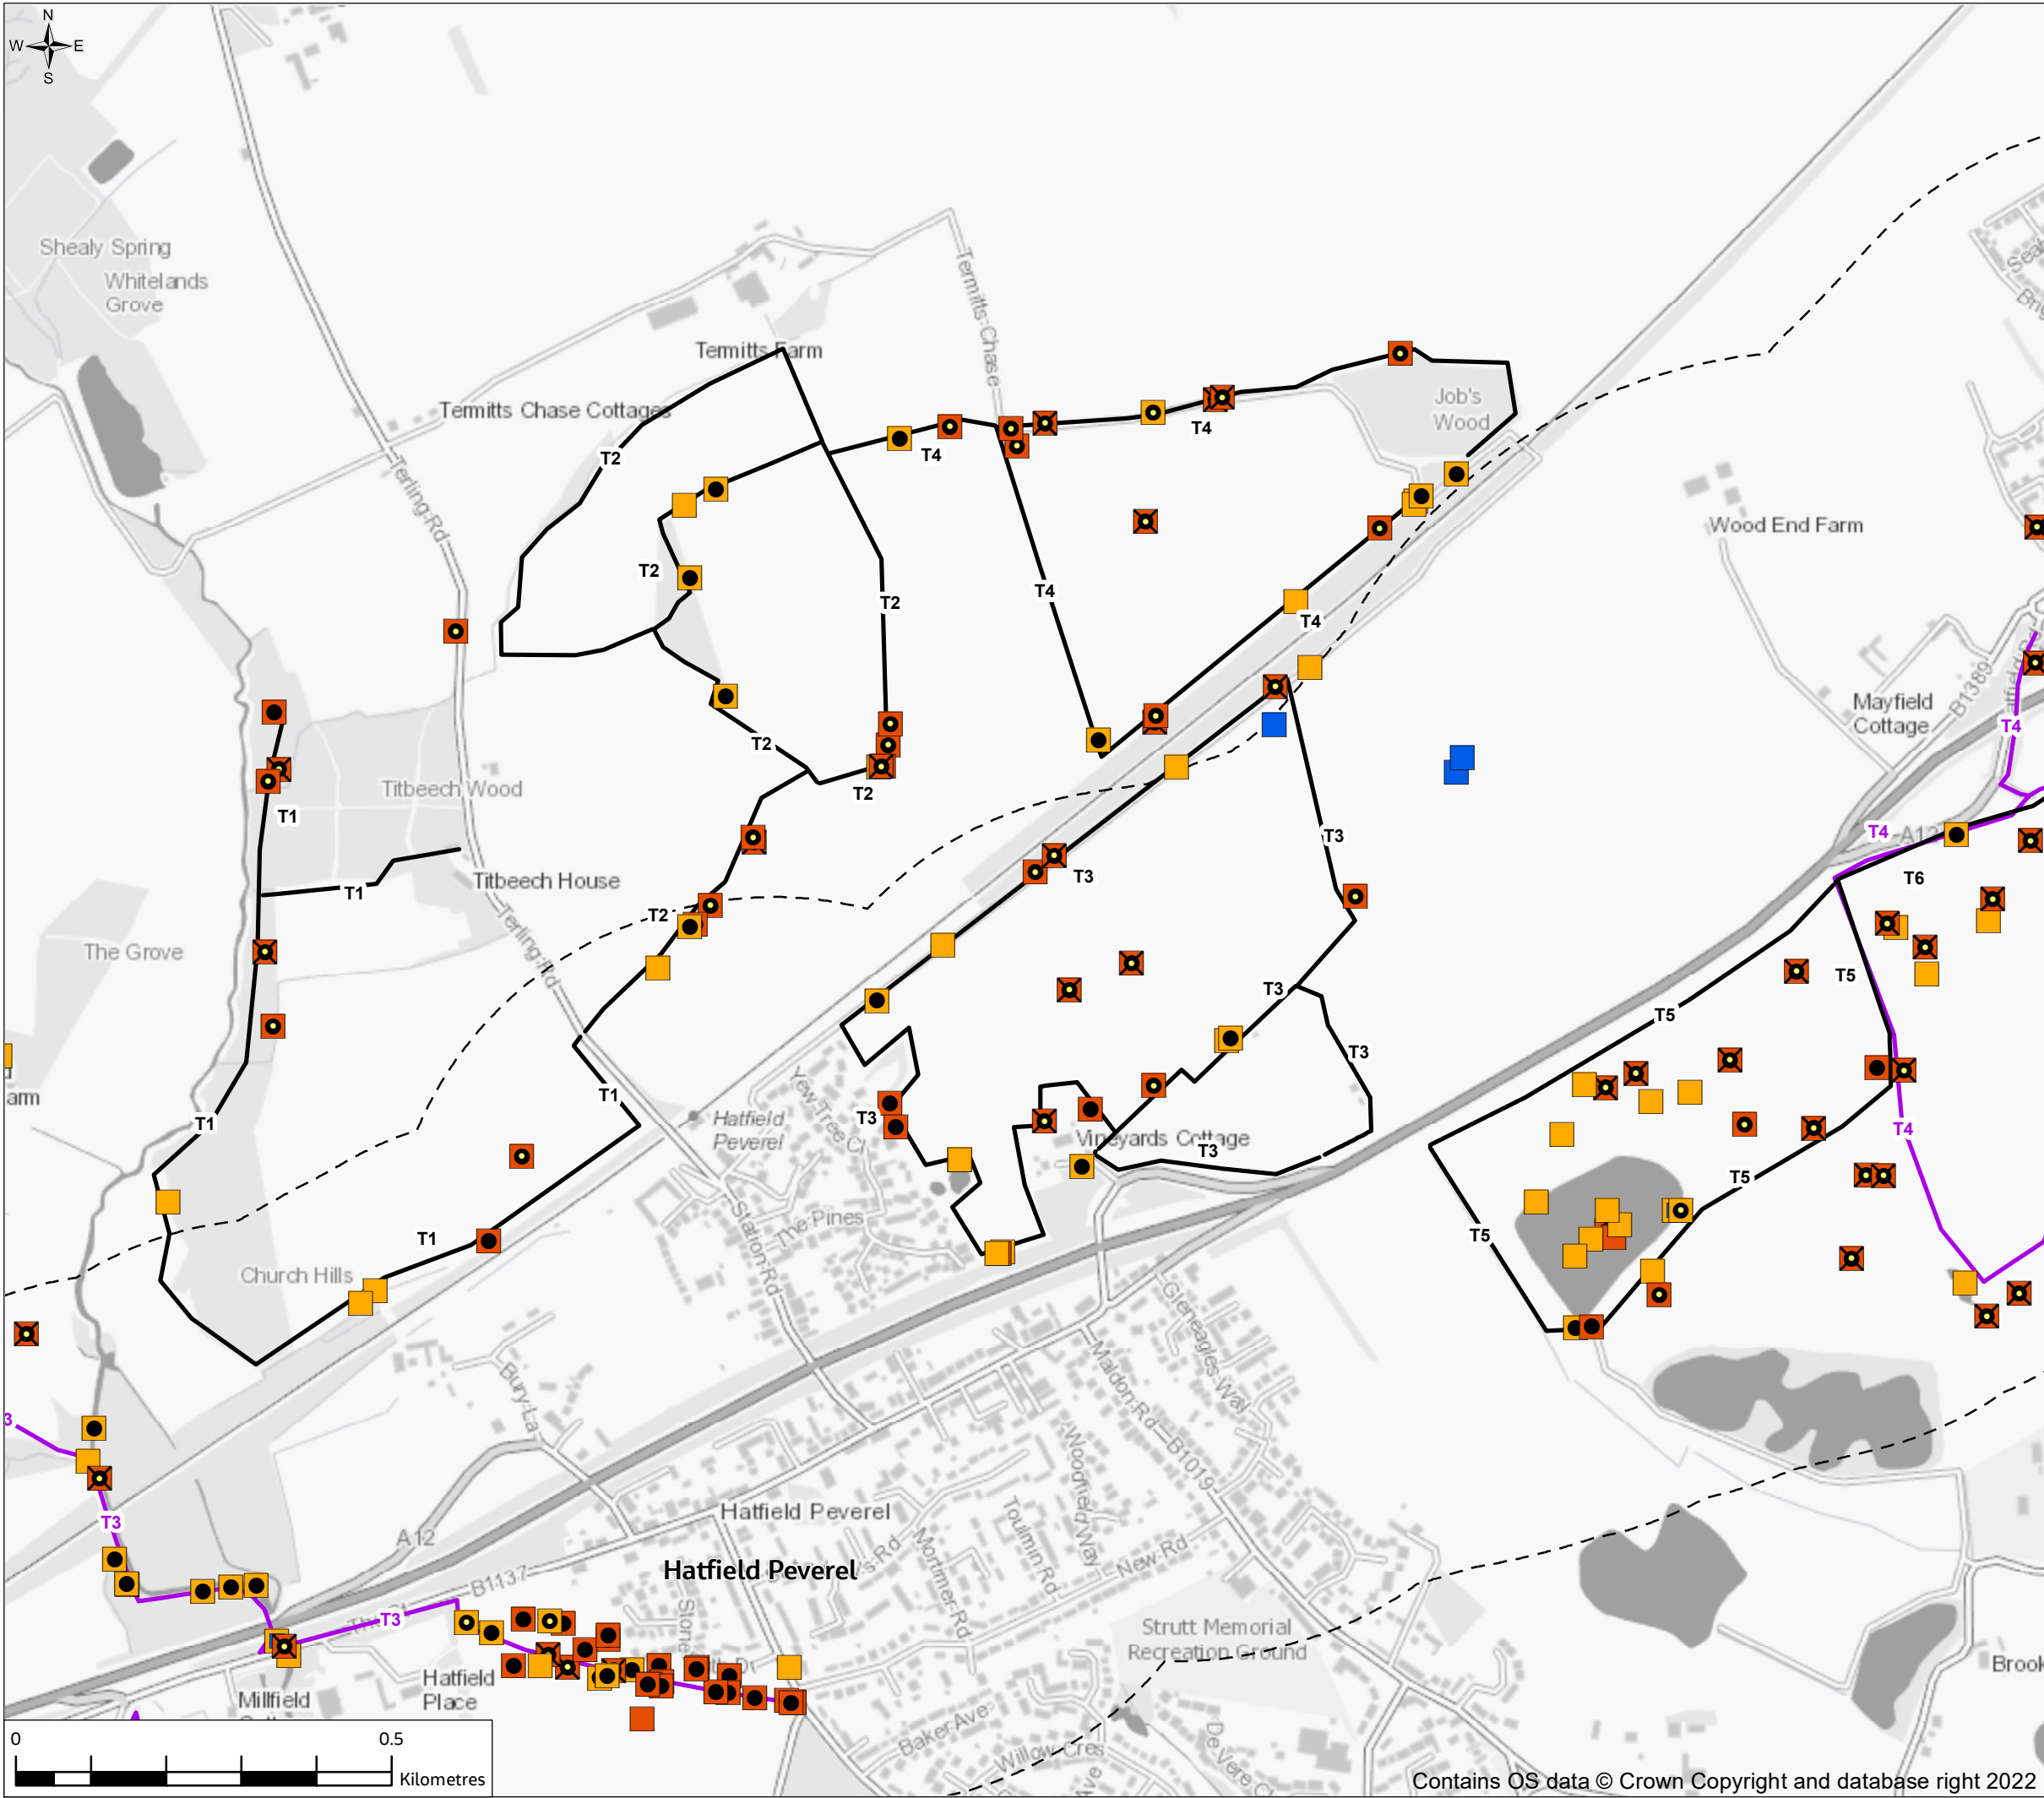 N
W E
S
Shealy Spring
Whitelands
Grove
Termitts Chase
Termitts Farm
Termitts Chase Cottages
Job's
Wood
T2
T4
T4
Terling Rd
Wood End Farm
T2
T4
T2
T4
Mayfield
Cottage
B1389
T4
T2
Titbeech Wood
T2
T1
T4
A12
T3
T6
T3
Titbeech House
T1
T2
Terling Rd
The Grove
T5
T3
T5
T3
arm
T1
T1
Yew Tree Cl
T3
Hatfield
Peverel
Vineyards Cottage
T3
T4
T5
The Pines
Station Rd
T1
T5
Church Hills
Gleneagles Way
Maldon Rd
B1019
Bury La
3
Woodfield Way
Toulmin Rd
Hatfield Peverel
T3
A12
Mortimer Rd
New Rd
Hatfield Peverel
B1137
T3
Strutt Memorial
Recreation Ground
Brook
Hatfield
Place
Millfield
Baker Ave
Willow Cres
De Vere Cl
0 0.5
Kilometres
Contains OS data © Crown Copyright and database right 2022